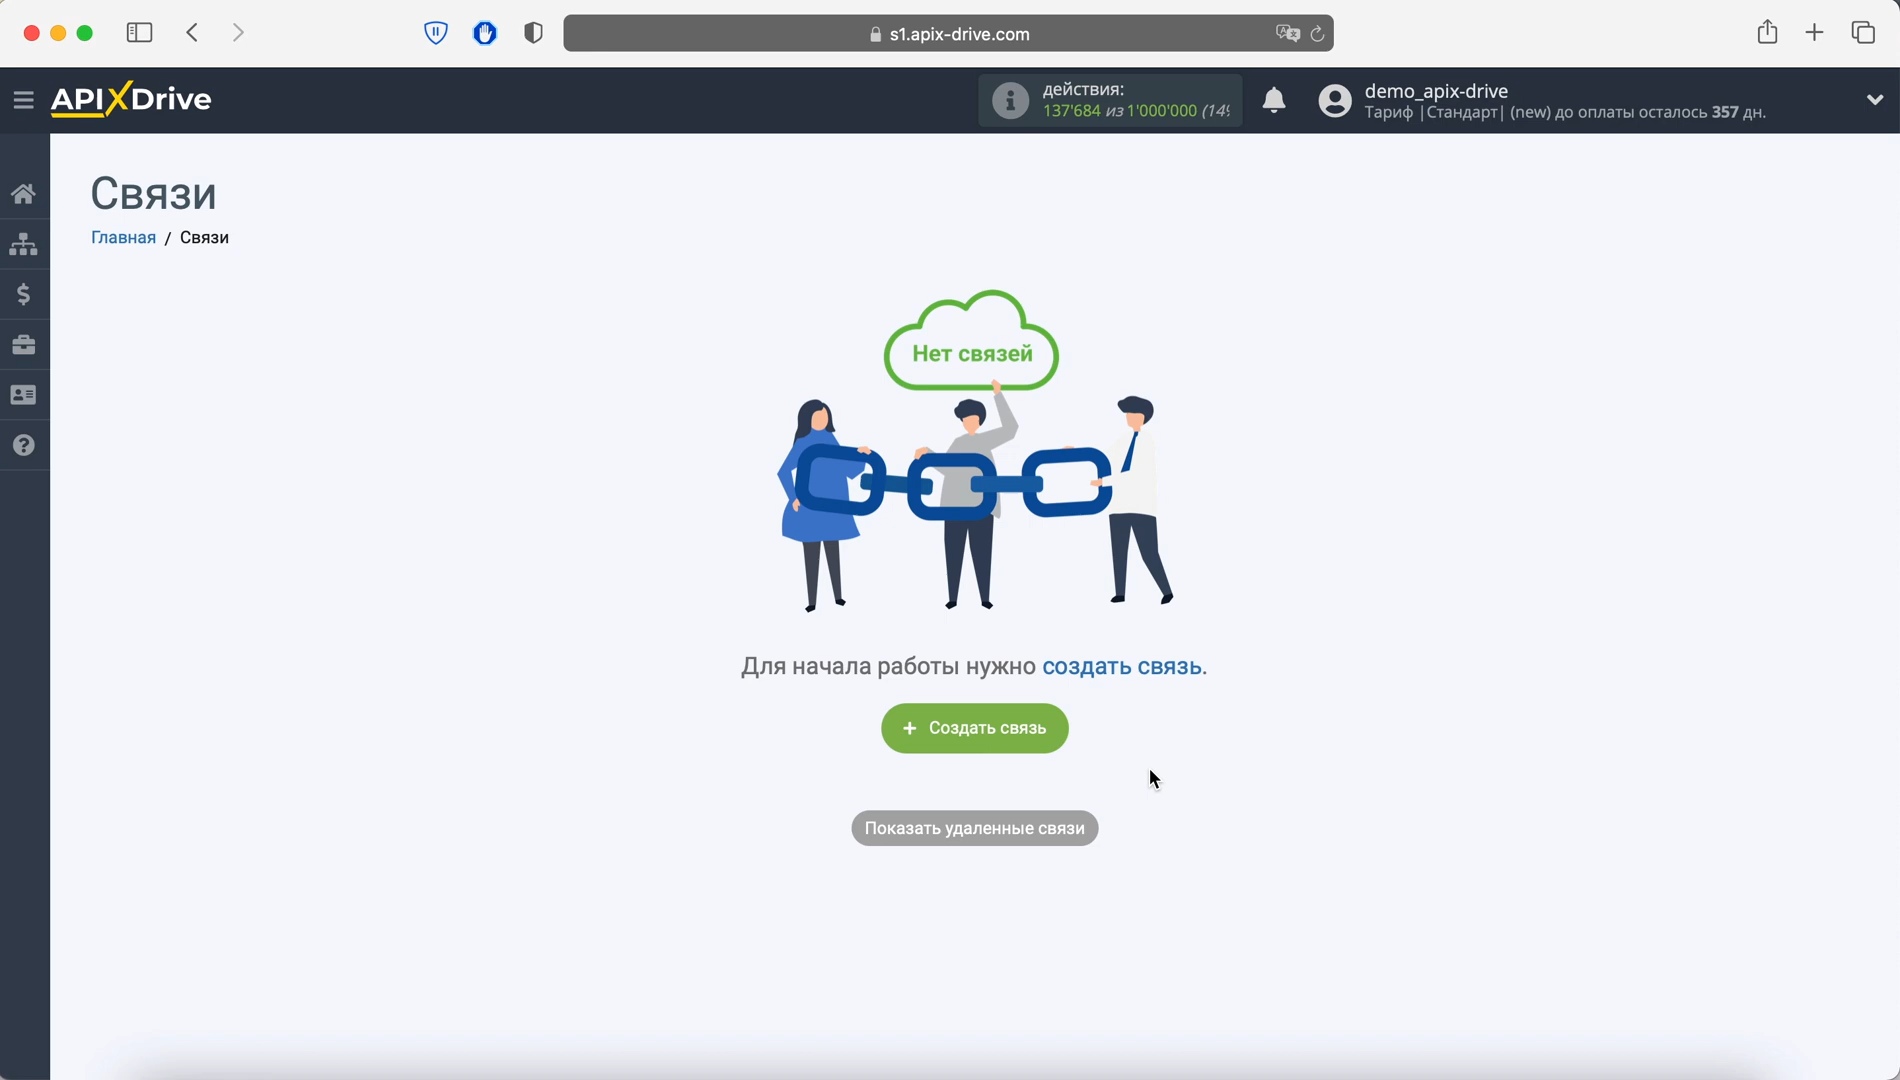 s1.apix-drive.com
APIXDrive
действия:
137'684 из 1'000'000 (14
demo_apix-drive
Тариф |Стандарт| (new) до оплаты осталось 357 дн.
Связи
Главная / Связи
Нет связей
Для начала работы нужно создать связь.
+ Создать связь
Показать удаленные связи